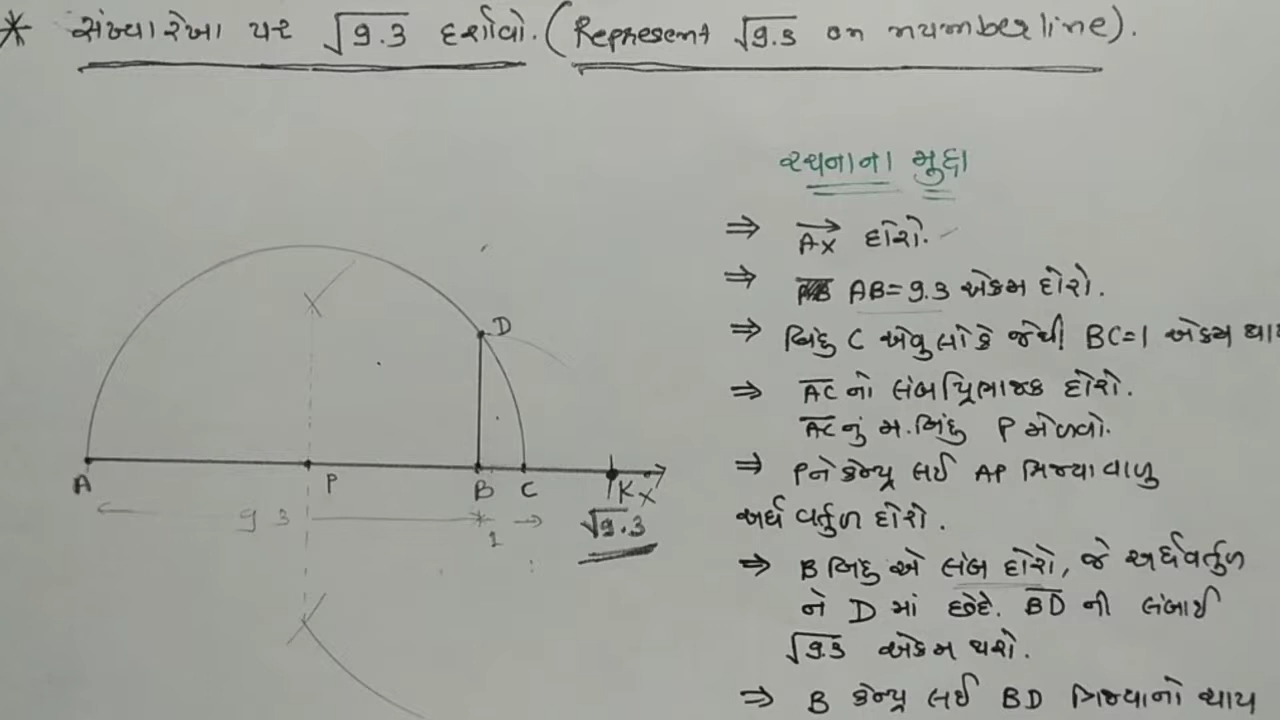 * સંખ્યારેખા પર √9.3 દર્શાવો. (Represent √9.3 on number line).
રચનાના મુદ્દા
⇒ AX દોરો.
⇒ AB = 9.3 એકમ દોરો.
⇒ બિંદુ C એવુ લો કે જેથી BC=1 એકમ થાય
⇒ AC નો લંબદ્વિભાજક દોરો.
AC નું મ.બિંદુ P મેળવો.
⇒ P ને કેન્દ્ર લઈ AP ત્રિજ્યાવાળુ
અર્ધ વર્તુળ દોરો.
⇒ B બિંદુ એ લંબ દોરો, જે અર્ધવર્તુળ
ને D માં છેદે. BD ની લંબાઈ
√9.3 એકમ થશે.
⇒ B કેન્દ્ર લઈ BD ત્રિજ્યાનો ચાપ
D
A P B C K X
9.3 1 √9.3